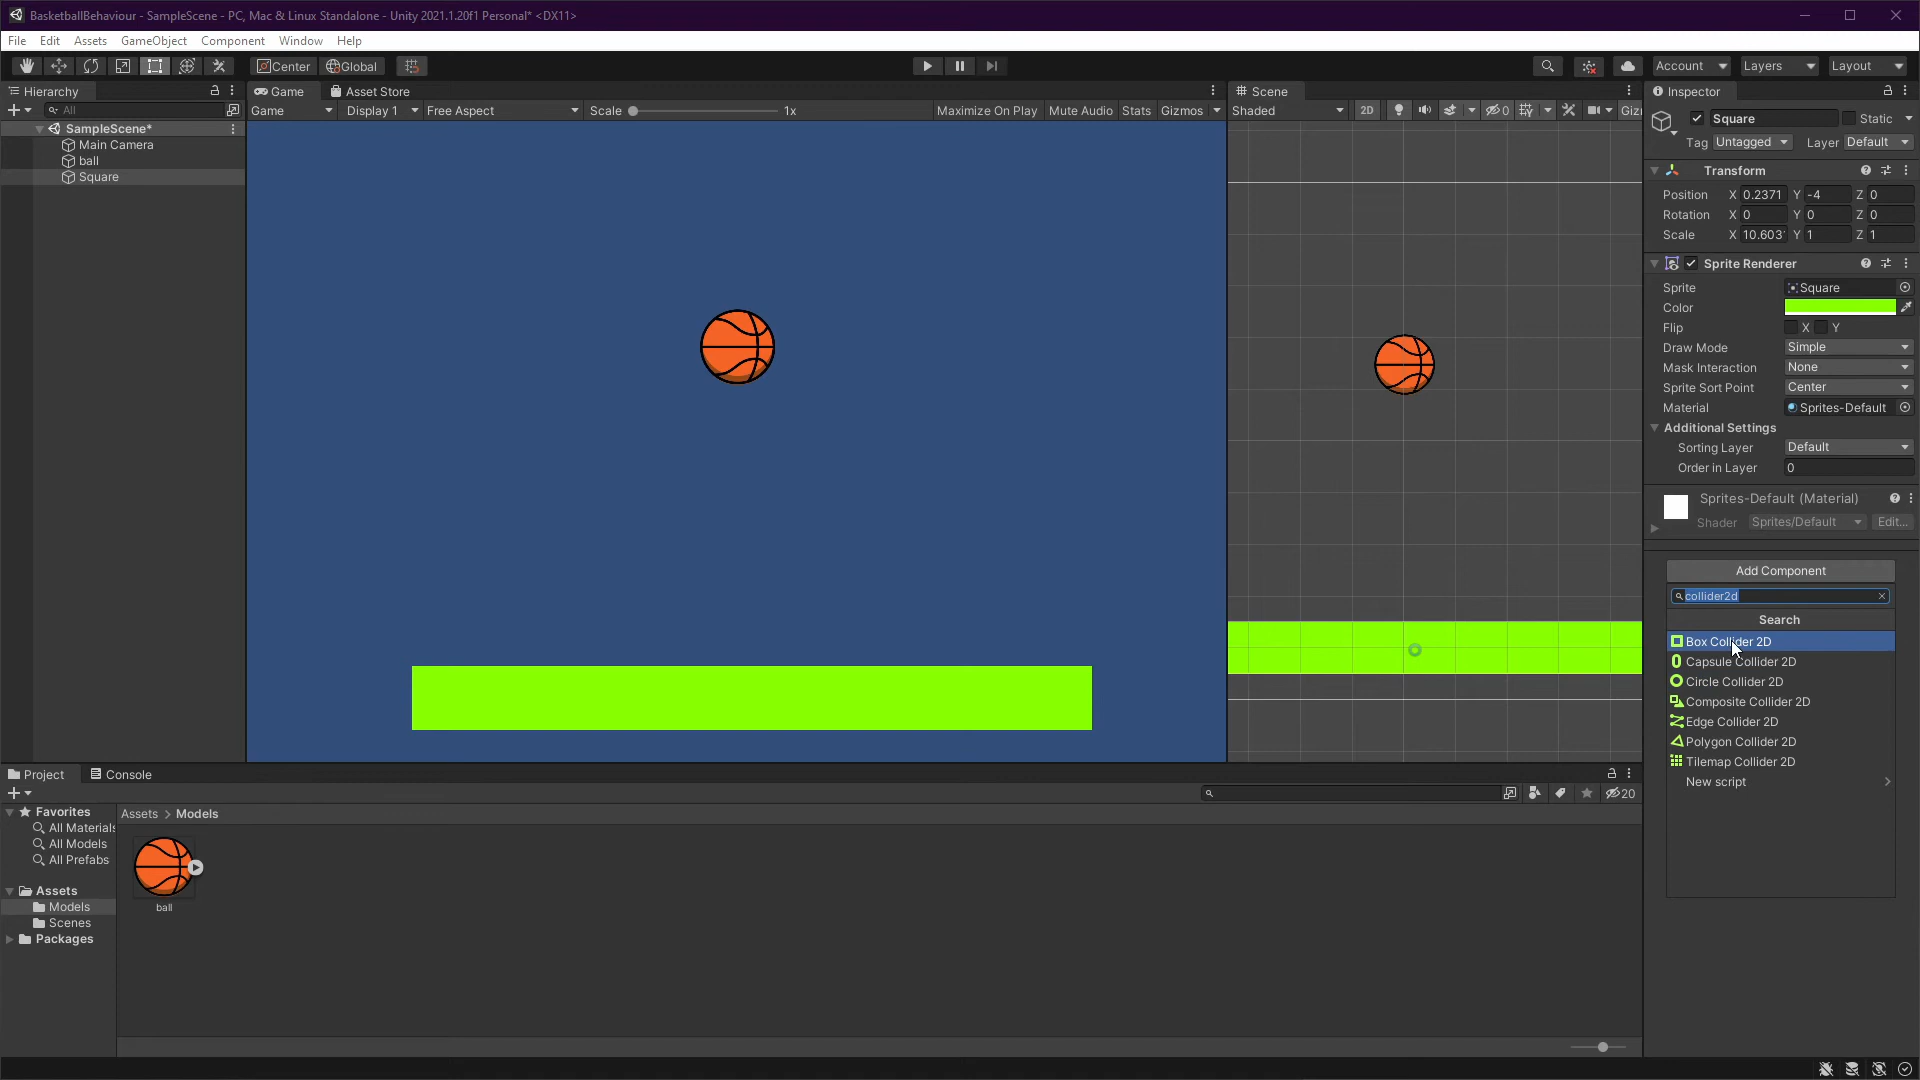 BasketballBehaviour - SampleScene - PC, Mac & Linux Standalone - Unity 2021.1.20f1 Personal* <DX11>
File Edit Assets GameObject Component Window Help
Center Global Account Layers Layout
Hierarchy
All
SampleScene*
Main Camera
ball
Square
Game Asset Store
Game Display 1 Free Aspect Scale 1x Maximize On Play Mute Audio Stats Gizmos
Scene
Shaded 2D 0 Giz
Inspector
Square Static
Tag Untagged Layer Default
Transform
Position X 0.2371 Y -4 Z 0
Rotation X 0 Y 0 Z 0
Scale X 10.603 Y 1 Z 1
Sprite Renderer
Sprite Square
Color
Flip X Y
Draw Mode Simple
Mask Interaction None
Sprite Sort Point Center
Material Sprites-Default
Additional Settings
Sorting Layer Default
Order in Layer 0
Sprites-Default (Material)
Shader Sprites/Default Edit...
Add Component
collider2d
Search
Box Collider 2D
Capsule Collider 2D
Circle Collider 2D
Composite Collider 2D
Edge Collider 2D
Polygon Collider 2D
Tilemap Collider 2D
New script
Project Console
20
Favorites
All Materials
All Models
All Prefabs
Assets
Models
Scenes
Packages
Assets > Models
ball